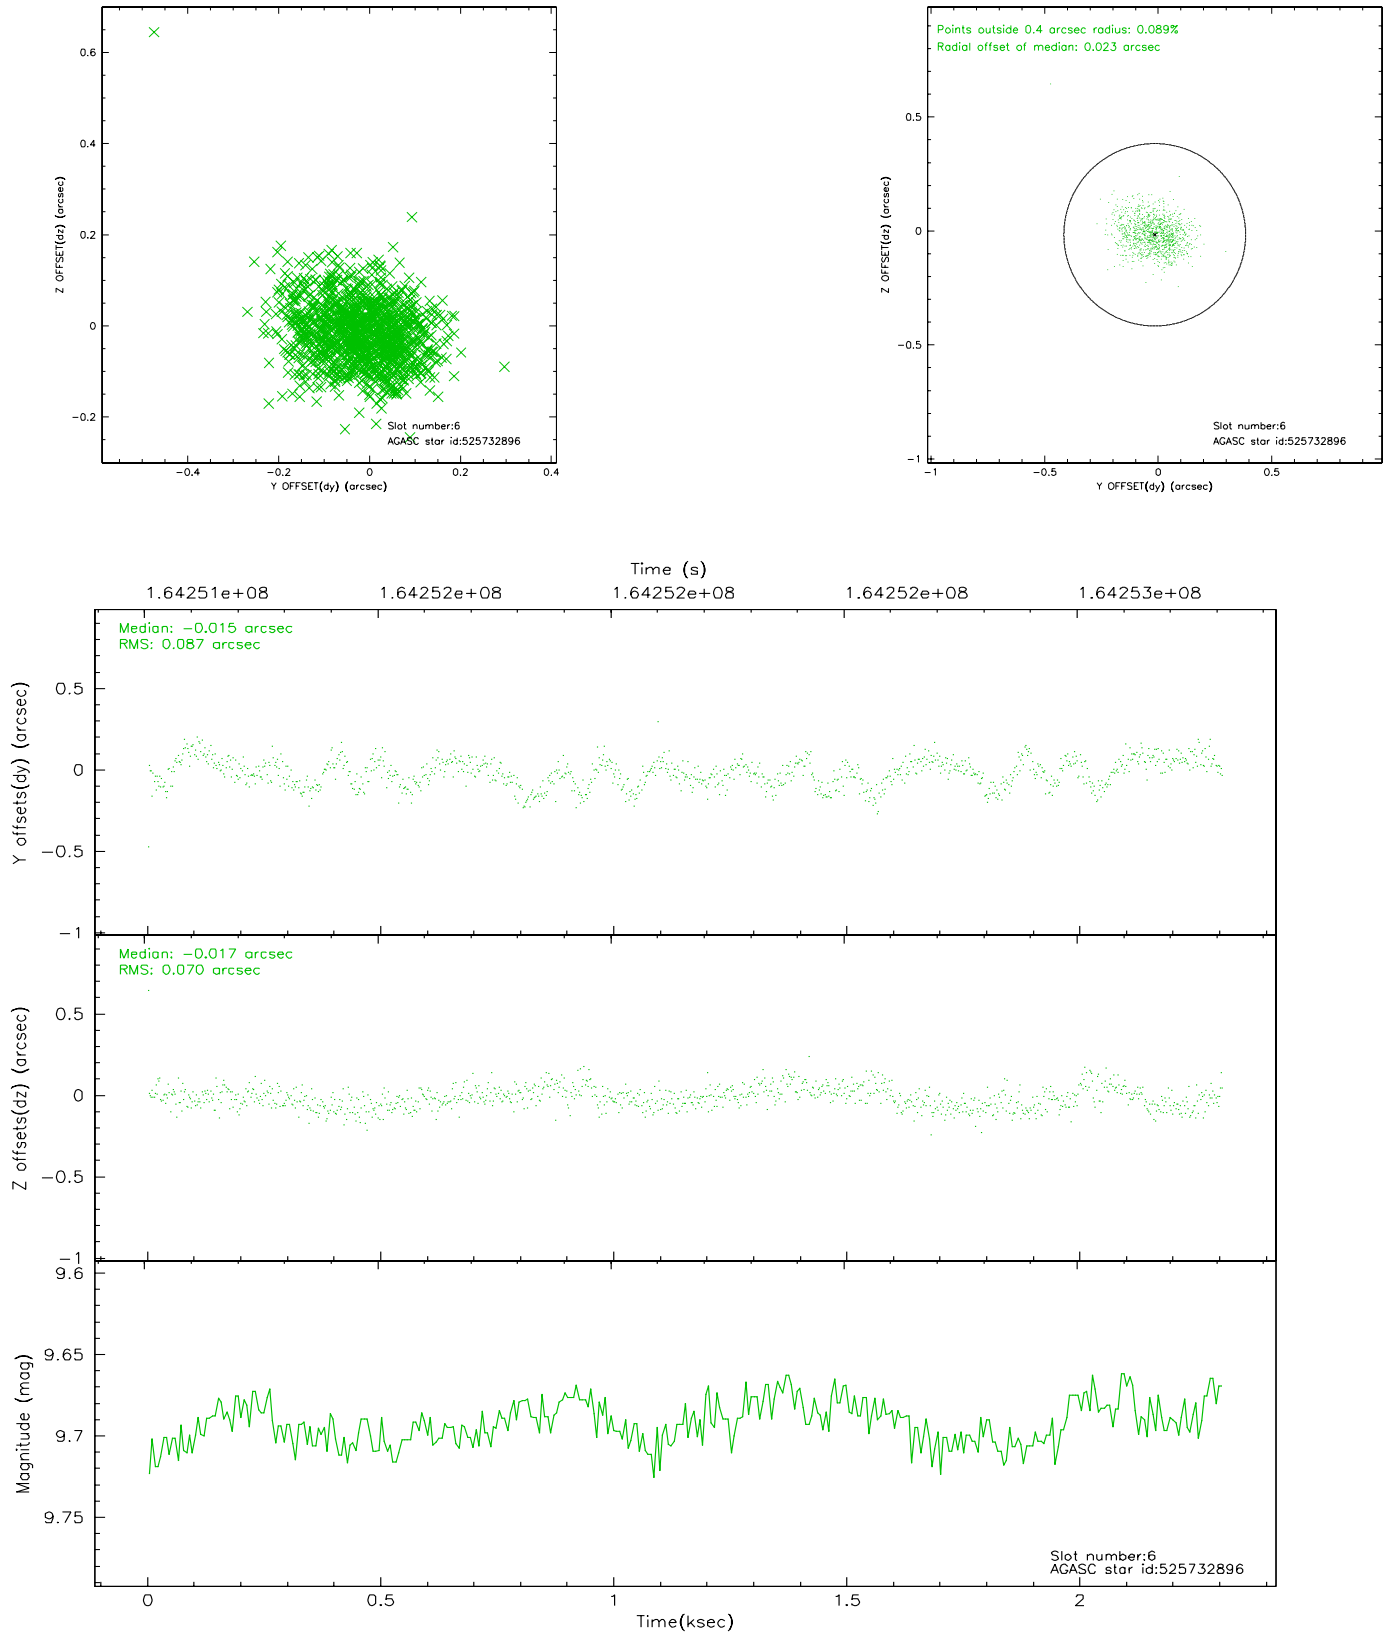 0.6
0.4
0.2
0
−0.2
Z OFFSET(dz) (arcsec)
Slot number:6
AGASC star id:525732896
−0.4 −0.2 0 0.2 0.4
Y OFFSET(dy) (arcsec)
Points outside 0.4 arcsec radius: 0.089%
Radial offset of median: 0.023 arcsec
0.5
0
−0.5
−1
Z OFFSET(dz) (arcsec)
Slot number:6
AGASC star id:525732896
−1 −0.5 0 0.5
Y OFFSET(dy) (arcsec)
Time (s)
1.64251e+08 1.64252e+08 1.64252e+08 1.64252e+08 1.64253e+08
Median: −0.015 arcsec
RMS: 0.087 arcsec
0.5
0
−0.5
−1
Y offsets(dy) (arcsec)
Median: −0.017 arcsec
RMS: 0.070 arcsec
0.5
0
−0.5
−1
Z offsets(dz) (arcsec)
9.6
9.65
9.7
9.75
Magnitude (mag)
Slot number:6
AGASC star id:525732896
0 0.5 1 1.5 2
Time(ksec)